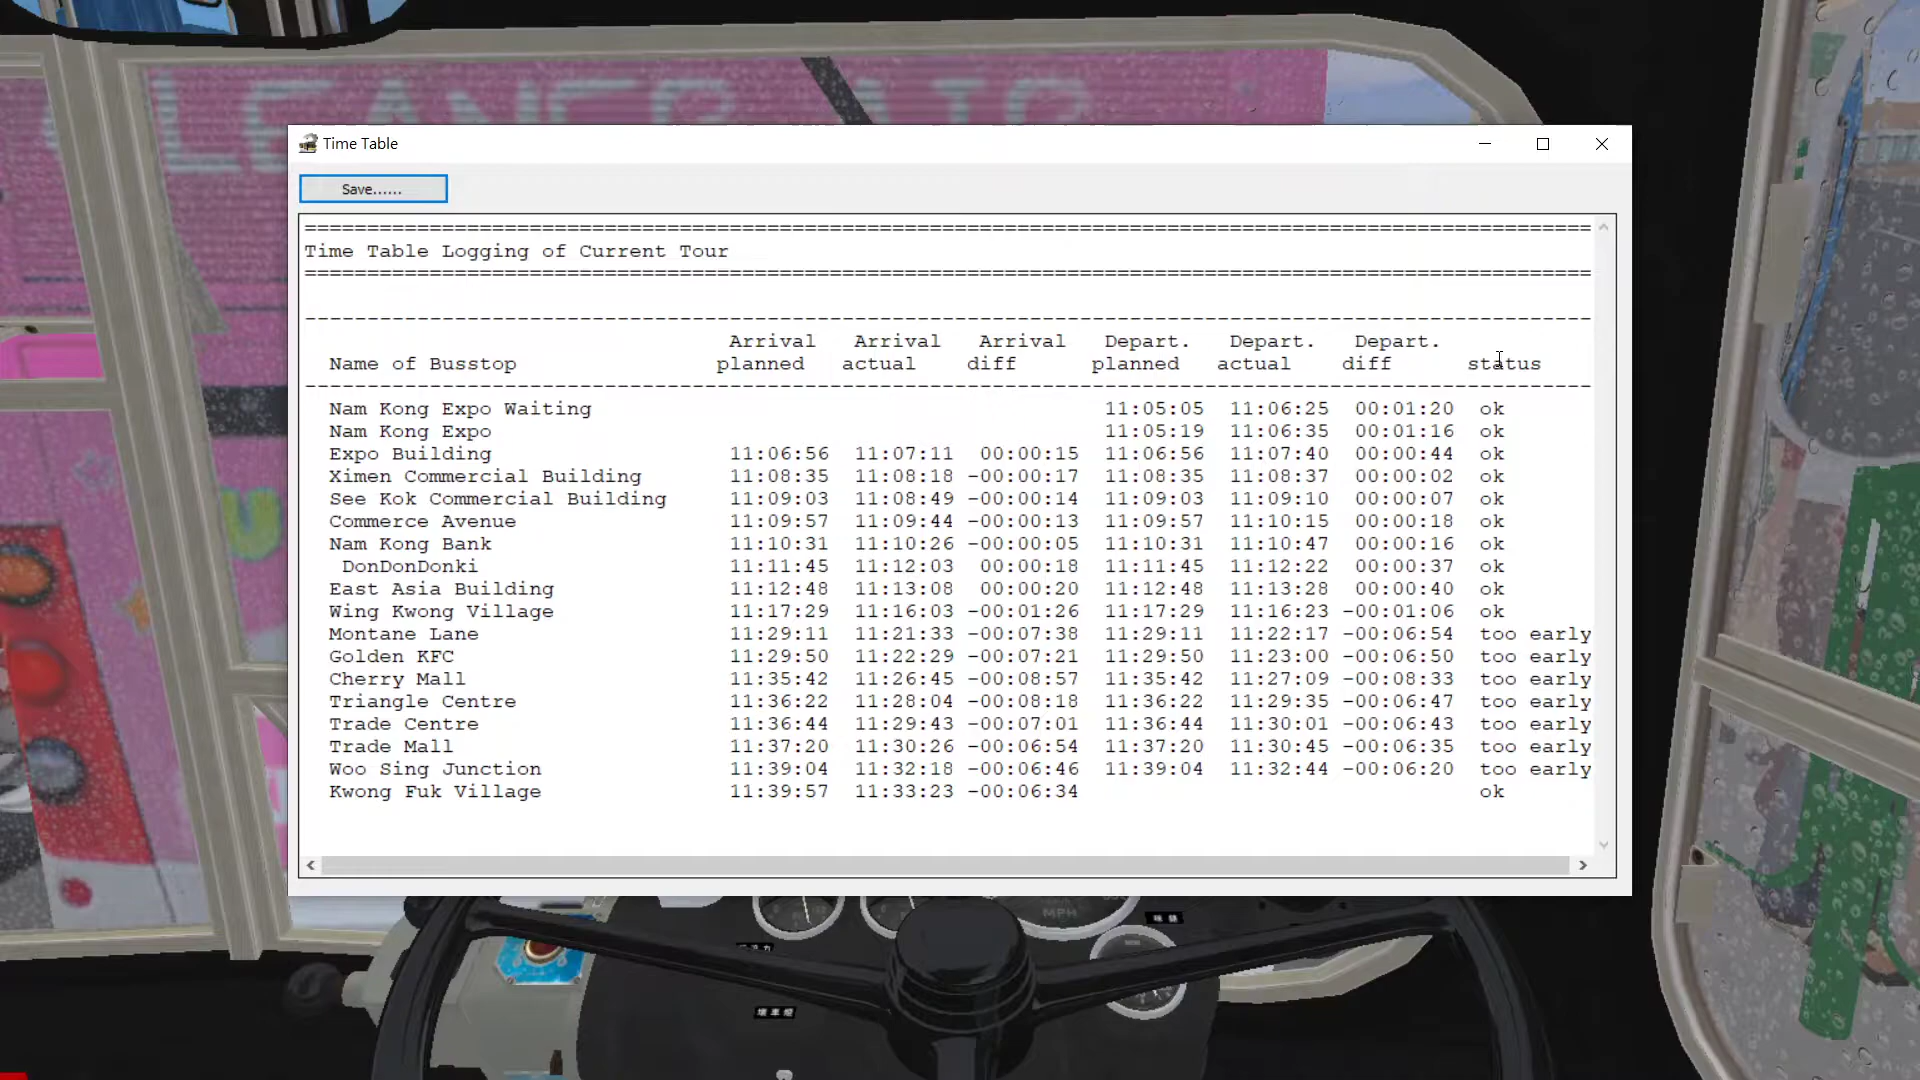 CLEANER AIR
Time Table
Save......
Time Table Logging of Current Tour
Arrival Arrival Arrival Depart. Depart. Depart.
Name of Busstop planned actual diff planned actual diff status
Nam Kong Expo Waiting 11:05:05 11:06:25 00:01:20 ok
Nam Kong Expo 11:05:19 11:06:35 00:01:16 ok
Expo Building 11:06:56 11:07:11 00:00:15 11:06:56 11:07:40 00:00:44 ok
Ximen Commercial Building 11:08:35 11:08:18 -00:00:17 11:08:35 11:08:37 00:00:02 ok
See Kok Commercial Building 11:09:03 11:08:49 -00:00:14 11:09:03 11:09:10 00:00:07 ok
Commerce Avenue 11:09:57 11:09:44 -00:00:13 11:09:57 11:10:15 00:00:18 ok
Nam Kong Bank 11:10:31 11:10:26 -00:00:05 11:10:31 11:10:47 00:00:16 ok
DonDonDonki 11:11:45 11:12:03 00:00:18 11:11:45 11:12:22 00:00:37 ok
East Asia Building 11:12:48 11:13:08 00:00:20 11:12:48 11:13:28 00:00:40 ok
Wing Kwong Village 11:17:29 11:16:03 -00:01:26 11:17:29 11:16:23 -00:01:06 ok
Montane Lane 11:29:11 11:21:33 -00:07:38 11:29:11 11:22:17 -00:06:54 too early
Golden KFC 11:29:50 11:22:29 -00:07:21 11:29:50 11:23:00 -00:06:50 too early
Cherry Mall 11:35:42 11:26:45 -00:08:57 11:35:42 11:27:09 -00:08:33 too early
Triangle Centre 11:36:22 11:28:04 -00:08:18 11:36:22 11:29:35 -00:06:47 too early
Trade Centre 11:36:44 11:29:43 -00:07:01 11:36:44 11:30:01 -00:06:43 too early
Trade Mall 11:37:20 11:30:26 -00:06:54 11:37:20 11:30:45 -00:06:35 too early
Woo Sing Junction 11:39:04 11:32:18 -00:06:46 11:39:04 11:32:44 -00:06:20 too early
Kwong Fuk Village 11:39:57 11:33:23 -00:06:34 ok
MPH